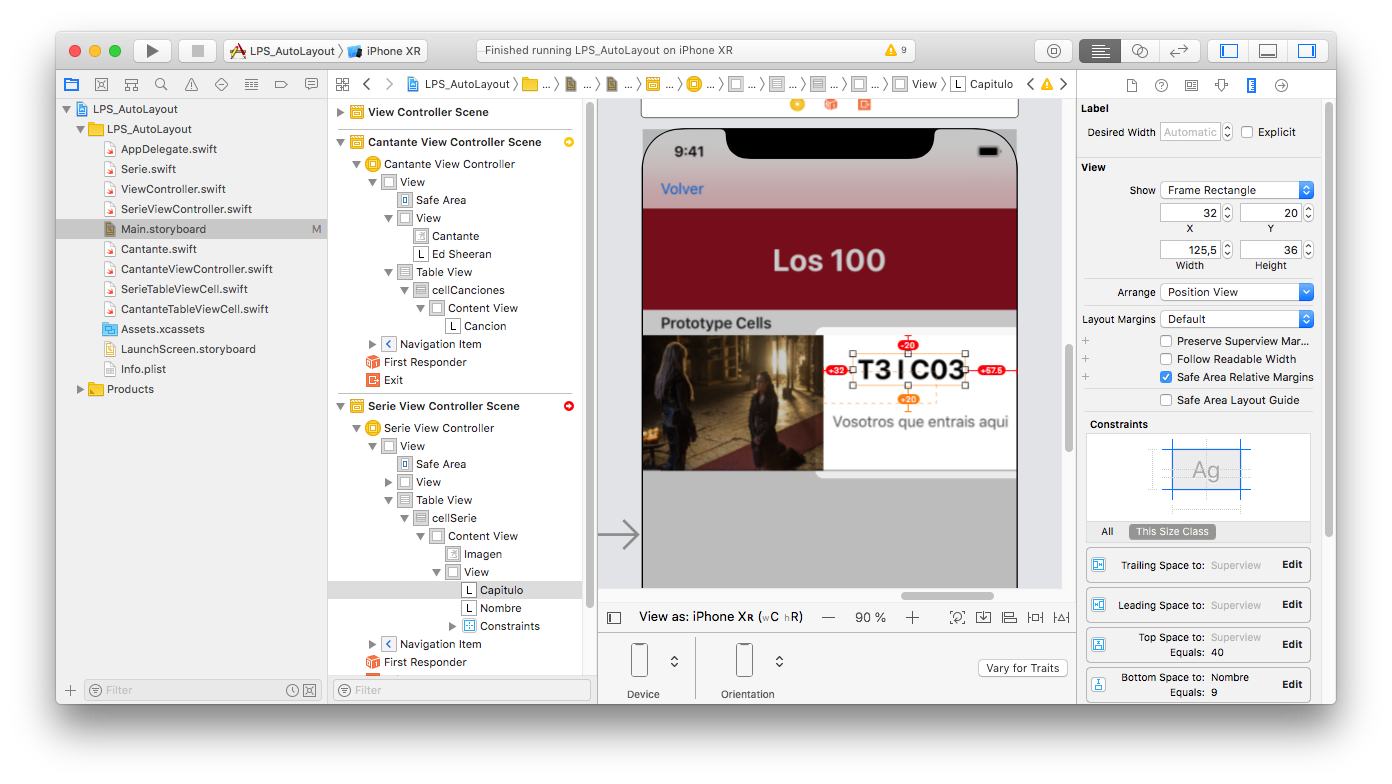 LPS_AutoLayout
iPhone XR
Finished running LPS_AutoLayout on iPhone XR
9
LPS_AutoLayout
LPS_AutoLayout
AppDelegate.swift
Serie.swift
ViewController.swift
SerieViewController.swift
Main.storyboard
M
Cantante.swift
CantanteViewController.swift
SerieTableViewCell.swift
CantanteTableViewCell.swift
Assets.xcassets
LaunchScreen.storyboard
Info.plist
Products
Filter
LPS_AutoLayout
...
...
...
...
...
...
...
...
...
View
L
Capitulo
View Controller Scene
Cantante View Controller Scene
Cantante View Controller
View
Safe Area
View
Cantante
L Ed Sheeran
Table View
cellCanciones
Content View
L Cancion
Navigation Item
First Responder
Exit
Serie View Controller Scene
Serie View Controller
View
Safe Area
View
Table View
cellSerie
Content View
Imagen
View
L Capitulo
L Nombre
Constraints
Navigation Item
First Responder
Filter
9:41
Volver
Los 100
Prototype Cells
-20
+32
T3 | C03
+57.5
+20
Vosotros que entrais aqui
View as: iPhone XR (wC hR)
90 %
Device
Orientation
Vary for Traits
Label
Desired Width
Automatic
Explicit
View
Show
Frame Rectangle
32
20
X
Y
125,5
36
Width
Height
Arrange
Position View
Layout Margins
Default
Preserve Superview Mar...
Follow Readable Width
Safe Area Relative Margins
Safe Area Layout Guide
Constraints
Ag
All
This Size Class
Trailing Space to: Superview
Edit
Leading Space to: Superview
Edit
Top Space to: Superview
Equals: 40
Edit
Bottom Space to: Nombre
Equals: 9
Edit